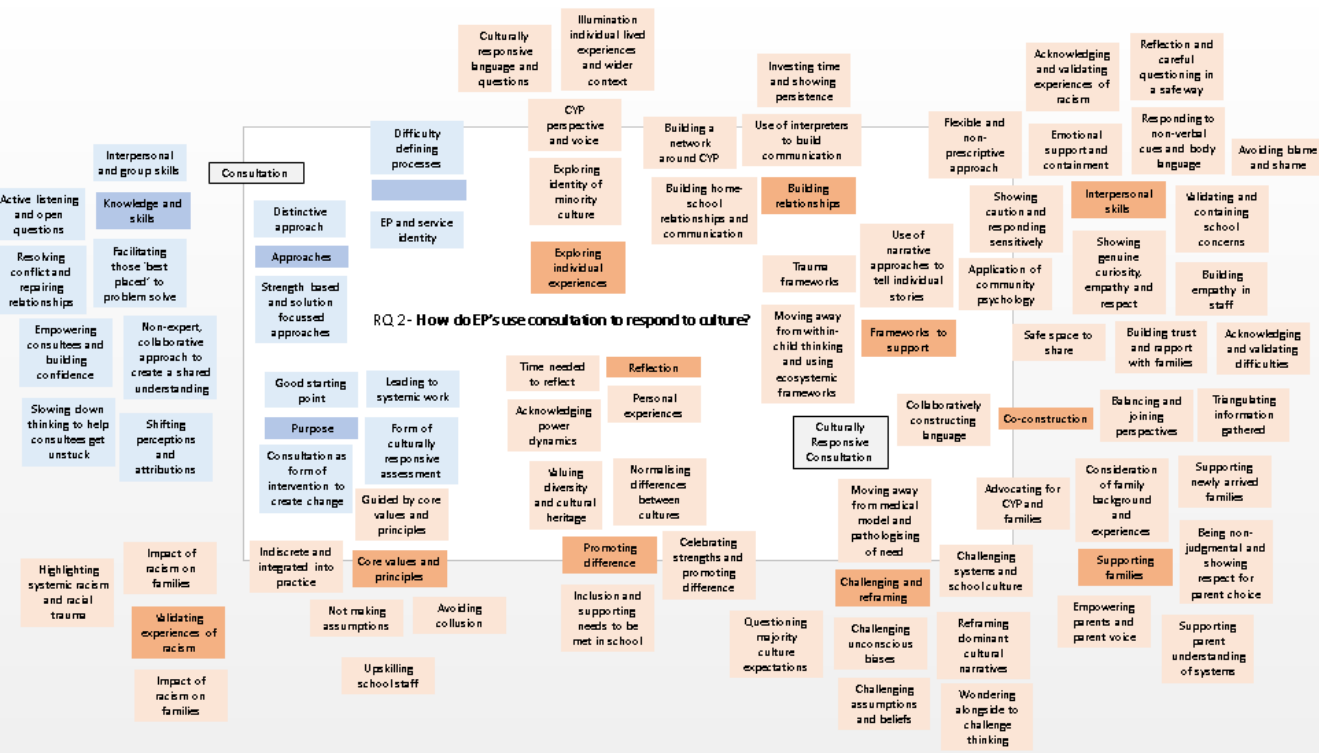 Illumination
individual lived
experiences
and wider
context
Culturally
responsive
language and
questions
Investing time
and showing
persistence
Acknowledging
and validating
experiences of
racism
Reflection and
careful
questioning in
a safe way
CYP
perspective
and voice
Building a
network
around CYP
Use of interpreters
to build
communication
Flexible and
non-
prescriptive
approach
Emotional
support and
containment
Responding to
non-verbal
cues and body
language
Avoiding blame
and shame
Difficulty
defining
processes
EP and service
identity
Interpersonal
and group skills
Consultation
Active listening
and open
questions
Knowledge and
skills
Resolving
conflict and
repairing
relationships
Facilitating
those 'best
placed' to
problem solve
Empowering
consultees and
building
confidence
Non-expert,
collaborative
approach to
create a shared
understanding
Slowing down
thinking to help
consultees get
unstuck
Shifting
perceptions
and
attributions
Distinctive
approach
Approaches
Strength based
and solution
focussed
approaches
Exploring
identity of
minority
culture
Exploring
individual
experiences
Building home-
school
relationships and
communication
Building
relationships
Showing
caution and
responding
sensitively
Interpersonal
skills
Validating and
containing
school
concerns
Use of
narrative
approaches to
tell individual
stories
Trauma
frameworks
Application of
community
psychology
Showing
genuine
curiosity,
empathy and
respect
Building
empathy in
staff
RQ 2- How do EP's use consultation to respond to culture?
Moving away
from within-
child thinking
and using
ecosystemic
frameworks
Frameworks to
support
Safe space to
share
Building trust
and rapport
with families
Acknowledging
and validating
difficulties
Good starting
point
Leading to
systemic work
Purpose
Form of
culturally
responsive
assessment
Consultation as
form of
intervention to
create change
Time needed
to reflect
Reflection
Acknowledging
power
dynamics
Personal
experiences
Valuing
diversity
and cultural
heritage
Normalising
differences
between
cultures
Culturally
Responsive
Consultation
Collaboratively
constructing
language
Co-construction
Balancing and
joining
perspectives
Triangulating
information
gathered
Guided by core
values and
principles
Indiscrete and
integrated into
practice
Core values and
principles
Not making
assumptions
Avoiding
collusion
Upskilling
school staff
Highlighting
systemic racism
and racial
trauma
Impact of
racism on
families
Validating
experiences of
racism
Impact of
racism on
families
Promoting
difference
Celebrating
strengths and
promoting
difference
Inclusion and
supporting
needs to be
met in school
Moving away
from medical
model and
pathologising
of need
Challenging and
reframing
Challenging
systems and
school culture
Questioning
majority
culture
expectations
Challenging
unconscious
biases
Reframing
dominant
cultural
narratives
Challenging
assumptions
and beliefs
Wondering
alongside to
challenge
thinking
Advocating for
CYP and
families
Consideration
of family
background
and
experiences
Supporting
newly arrived
families
Supporting
families
Being non-
judgmental and
showing
respect for
parent choice
Empowering
parents and
parent voice
Supporting
parent
understanding
of systems